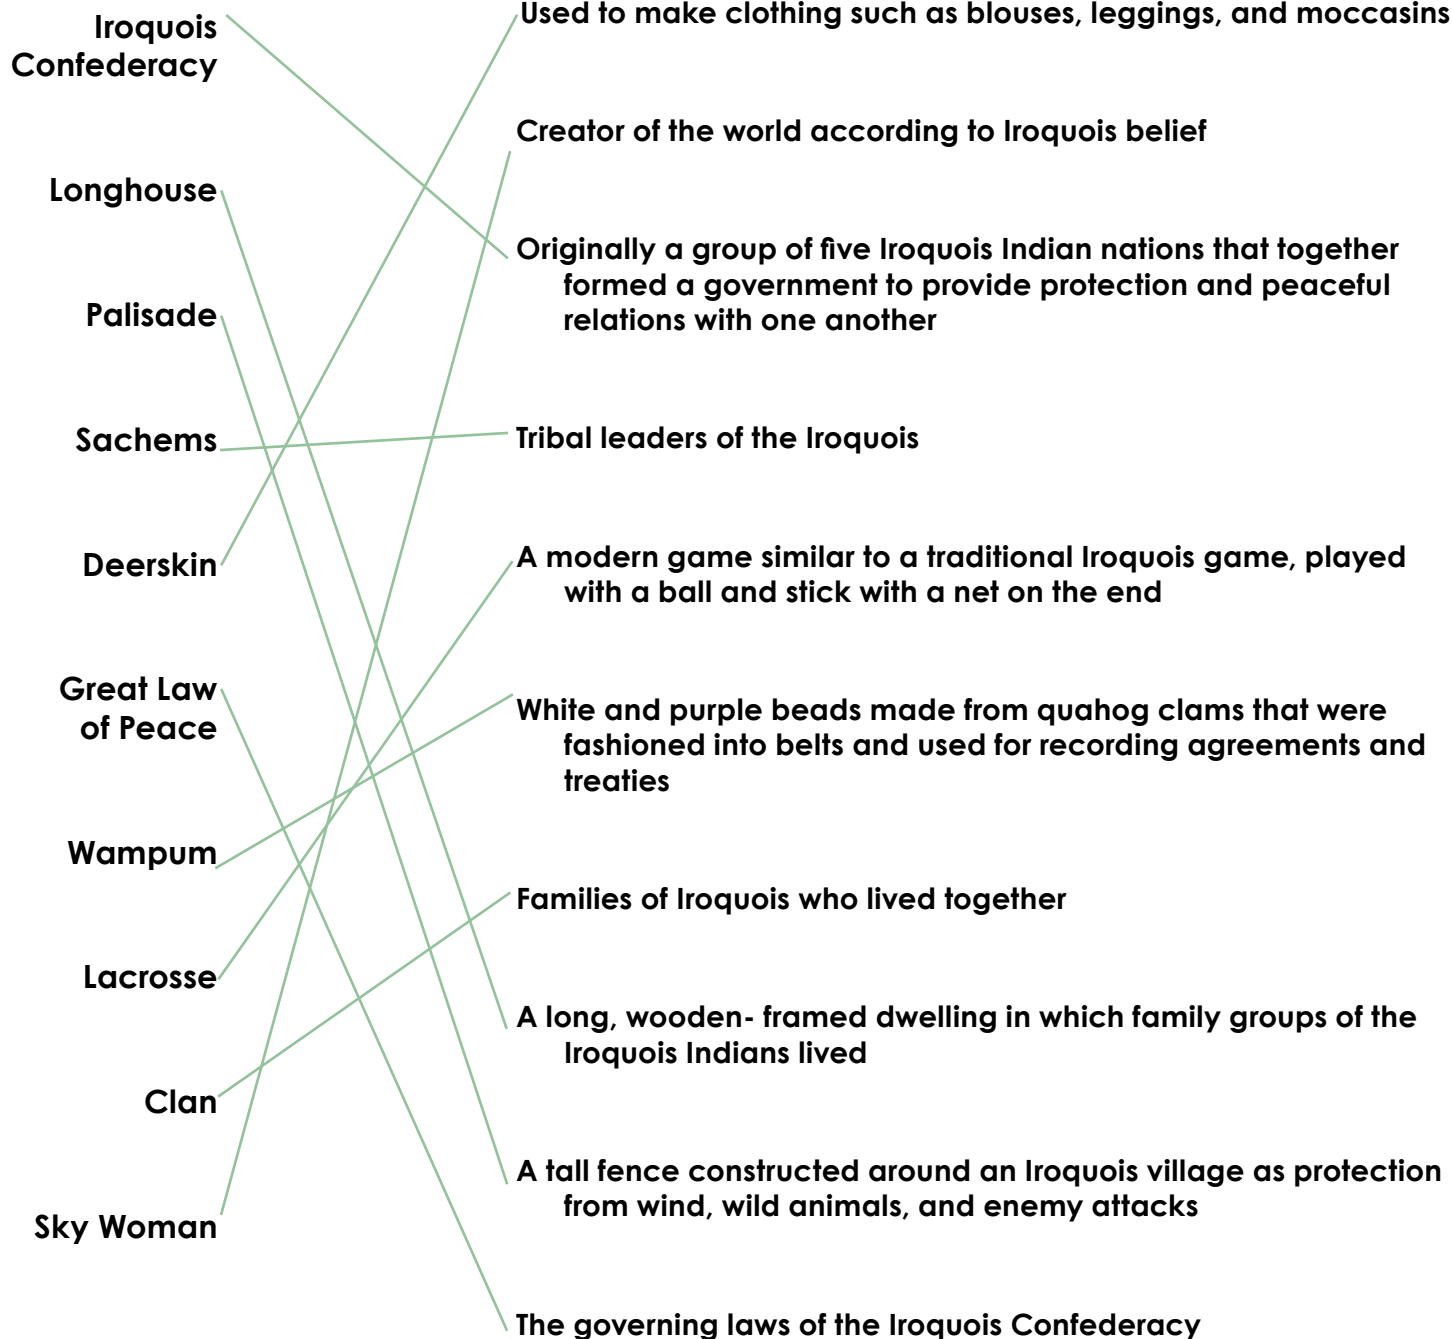 Iroquois
Confederacy
Longhouse
Palisade
Sachems
Deerskin
Great Law
of Peace
Wampum
Lacrosse
Clan
Sky Woman
Used to make clothing such as blouses, leggings, and moccasins
Creator of the world according to Iroquois belief
Originally a group of five Iroquois Indian nations that together
formed a government to provide protection and peaceful
relations with one another
Tribal leaders of the Iroquois
A modern game similar to a traditional Iroquois game, played
with a ball and stick with a net on the end
White and purple beads made from quahog clams that were
fashioned into belts and used for recording agreements and
treaties
Families of Iroquois who lived together
A long, wooden- framed dwelling in which family groups of the
Iroquois Indians lived
A tall fence constructed around an Iroquois village as protection
from wind, wild animals, and enemy attacks
The governing laws of the Iroquois Confederacy